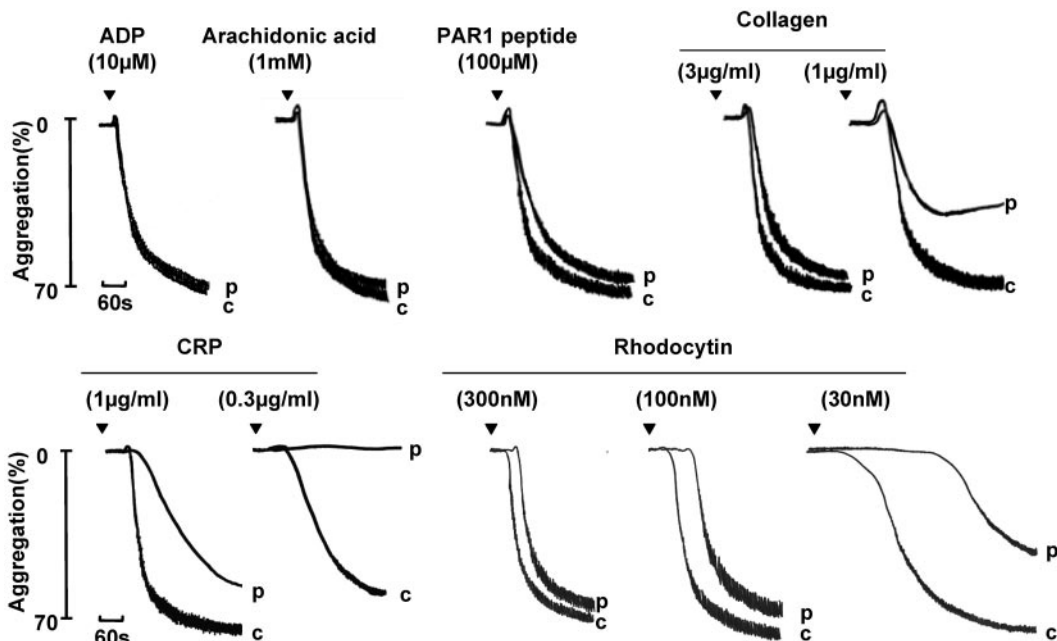 ADP
(10µM)
Arachidonic acid
(1mM)
PAR1 peptide
(100µM)
Collagen
(3µg/ml)
(1µg/ml)
Aggregation(%)
0
70
60s
p
c
p
c
p
c
p
c
p
c
CRP
(1µg/ml)
(0.3µg/ml)
Rhodocytin
(300nM)
(100nM)
(30nM)
Aggregation(%)
0
70
60s
p
c
p
c
p
c
p
c
p
c